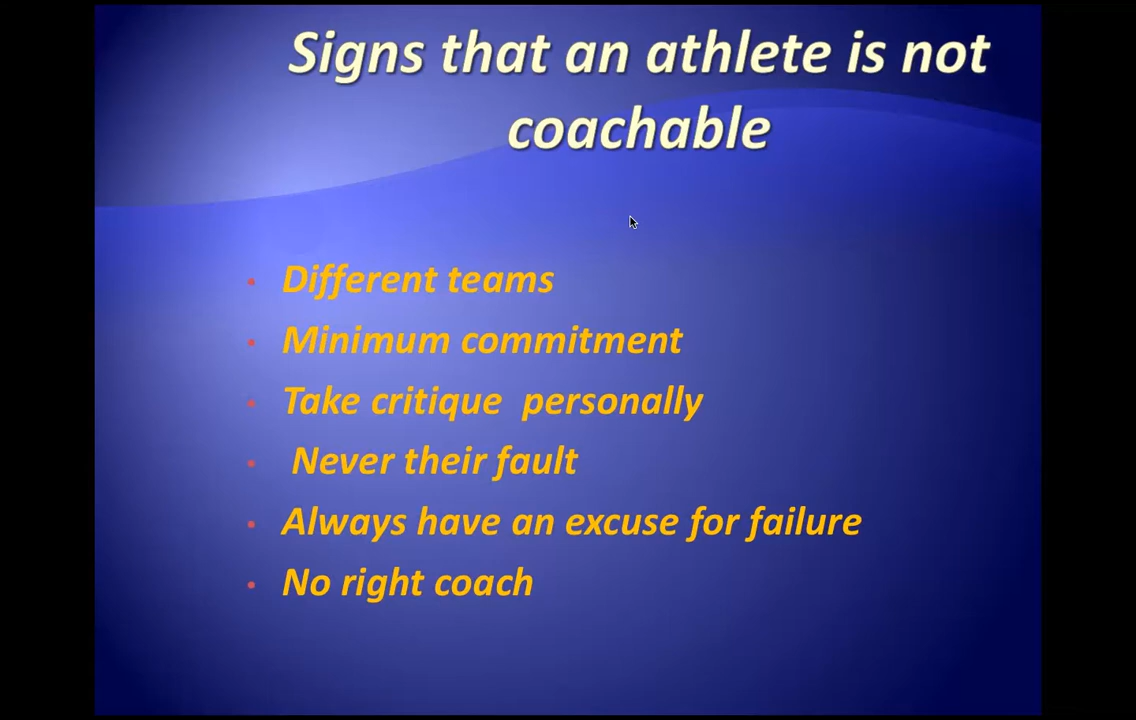 Signs that an athlete is not
coachable
• Different teams
• Minimum commitment
• Take critique  personally
•  Never their fault
• Always have an excuse for failure
• No right coach